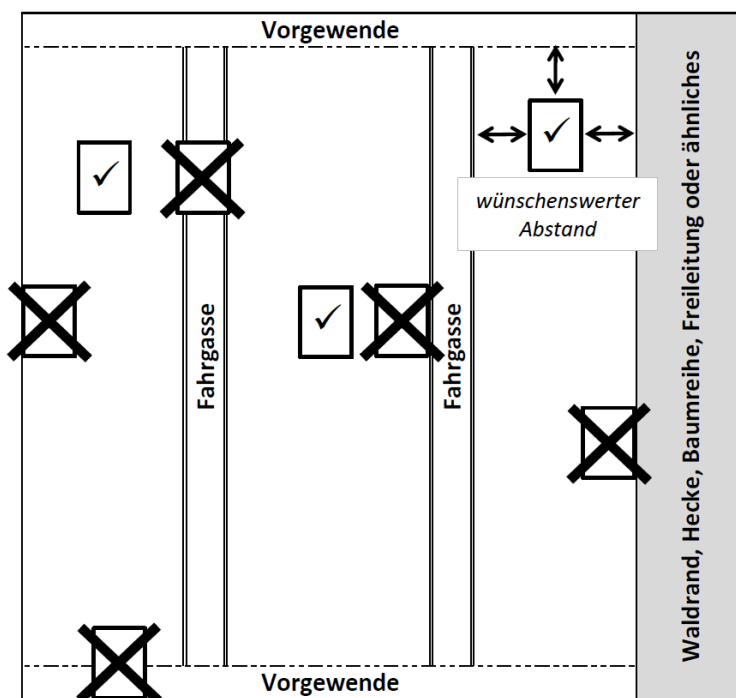 Vorgewende
✓
✓
wünschenswerter
Abstand
✓
Fahrgasse
Fahrgasse
Waldrand, Hecke, Baumreihe, Freileitung oder ähnliches
Vorgewende